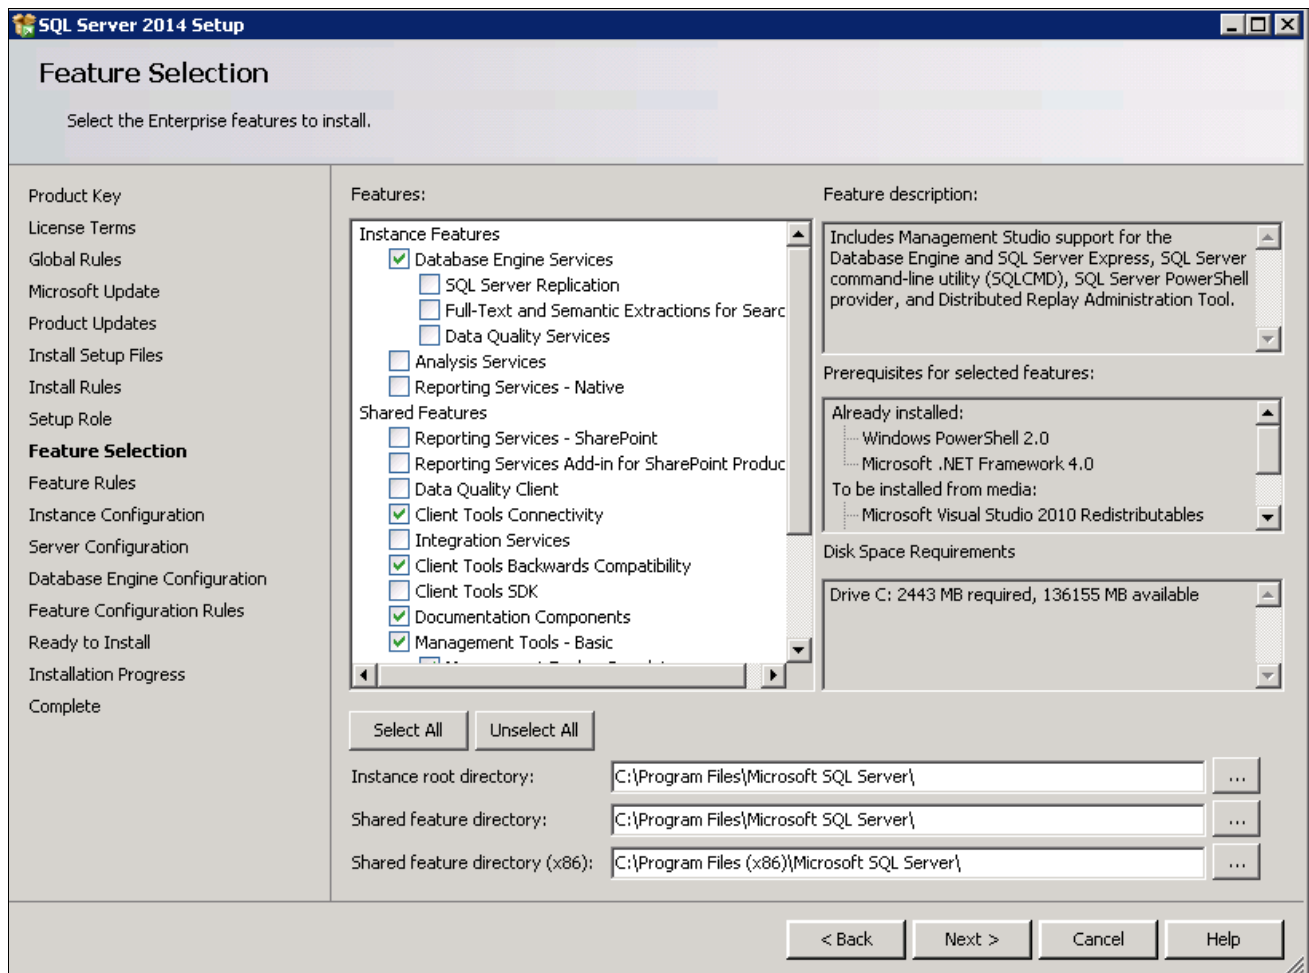 SQL Server 2014 Setup
Feature Selection
Select the Enterprise features to install.
Product Key
License Terms
Global Rules
Microsoft Update
Product Updates
Install Setup Files
Install Rules
Setup Role
Feature Selection
Feature Rules
Instance Configuration
Server Configuration
Database Engine Configuration
Feature Configuration Rules
Ready to Install
Installation Progress
Complete
Features:
Instance Features
Database Engine Services
SQL Server Replication
Full-Text and Semantic Extractions for Searc
Data Quality Services
Analysis Services
Reporting Services - Native
Shared Features
Reporting Services - SharePoint
Reporting Services Add-in for SharePoint Produc
Data Quality Client
Client Tools Connectivity
Integration Services
Client Tools Backwards Compatibility
Client Tools SDK
Documentation Components
Management Tools - Basic
Feature description:
Includes Management Studio support for the
Database Engine and SQL Server Express, SQL Server
command-line utility (SQLCMD), SQL Server PowerShell
provider, and Distributed Replay Administration Tool.
Prerequisites for selected features:
Already installed:
Windows PowerShell 2.0
Microsoft .NET Framework 4.0
To be installed from media:
Microsoft Visual Studio 2010 Redistributables
Disk Space Requirements
Drive C: 2443 MB required, 136155 MB available
Select All
Unselect All
Instance root directory:
C:\Program Files\Microsoft SQL Server\
...
Shared feature directory:
C:\Program Files\Microsoft SQL Server\
...
Shared feature directory (x86):
C:\Program Files (x86)\Microsoft SQL Server\
...
< Back
Next >
Cancel
Help